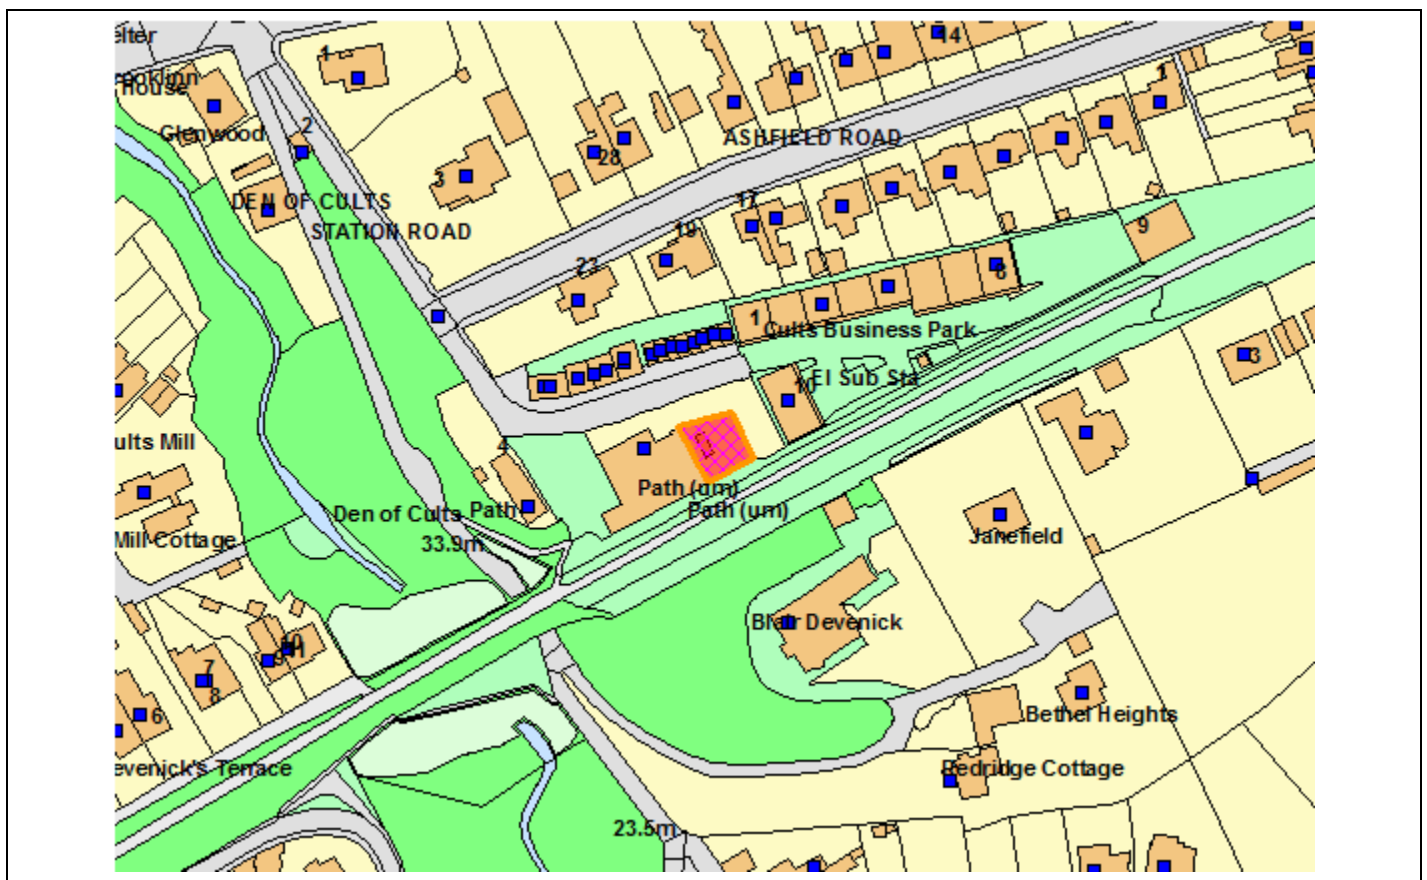 elter
1
14
1
House
Glenwood
2
28
ASHFIELD ROAD
3
DEN OF CULTS
STATION ROAD
17
19
9
23
8
1
Cults Business Park
3
El Sub Sta
10
ults Mill
4
Path (um)
Path (um)
Den of Cults
Path
33.9m
Mill Cottage
Janefield
Blair Devenick
10
11
9
7
8
6
Bethel Heights
evenick's Terrace
Redridge Cottage
23.5m